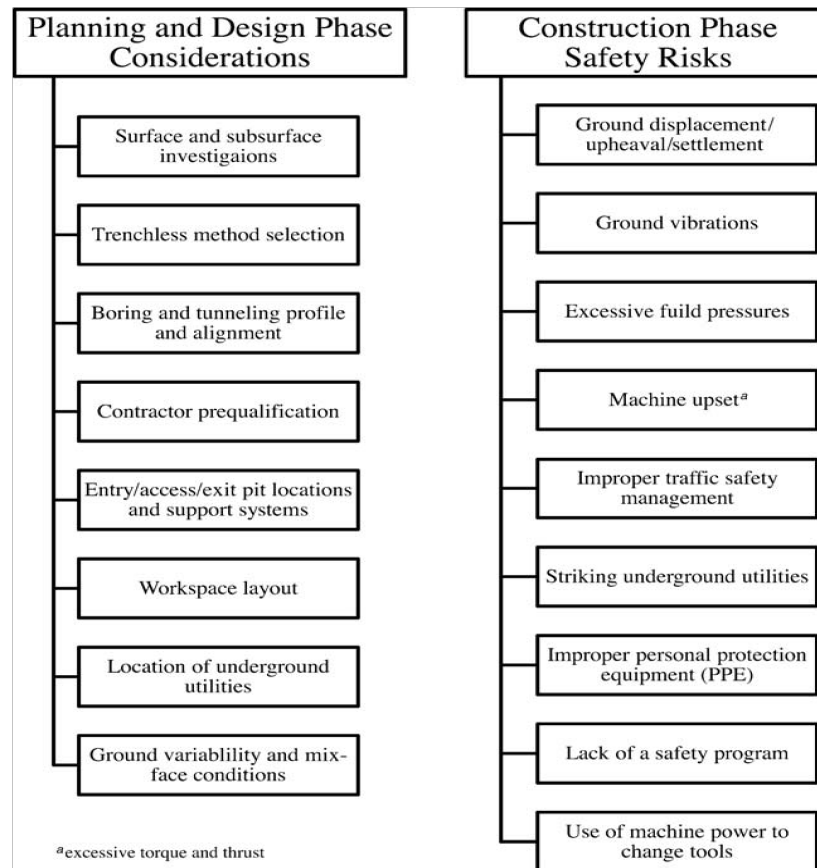 Planning and Design Phase
Considerations
Surface and subsurface
investigaions
Trenchless method selection
Boring and tunneling profile
and alignment
Contractor prequalification
Entry/access/exit pit locations
and support systems
Workspace layout
Location of underground
utilities
Ground variablility and mix-
face conditions
ᵃexcessive torque and thrust
Construction Phase
Safety Risks
Ground displacement/
upheaval/settlement
Ground vibrations
Excessive fuild pressures
Machine upsetᵃ
Improper traffic safety
management
Striking underground utilities
Improper personal protection
equipment (PPE)
Lack of a safety program
Use of machine power to
change tools